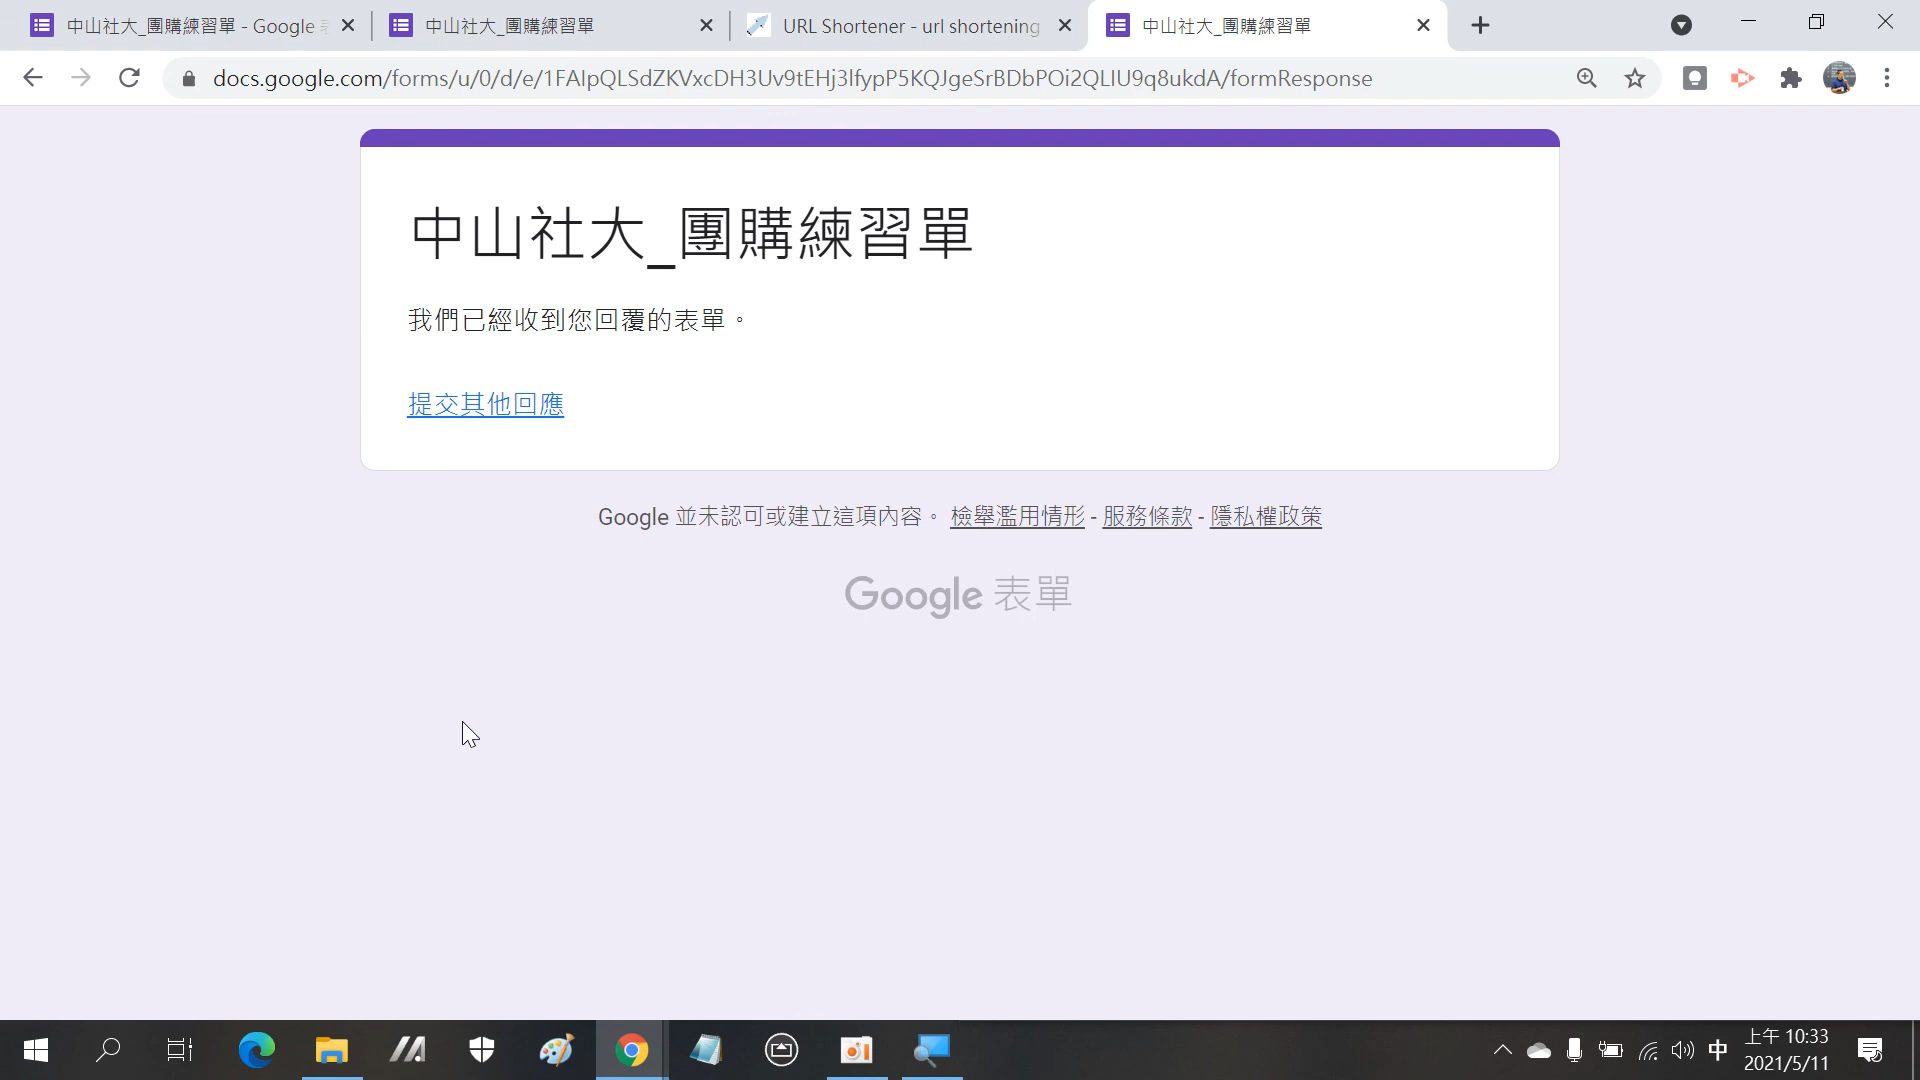 中山社大_團購練習單 - Google
中山社大_團購練習單
URL Shortener - url shortening
中山社大_團購練習單
docs.google.com/forms/u/0/d/e/1FAIpQLSdZKVxcDH3Uv9tEHj3lfypP5KQJgeSrBDbPOi2QLIU9q8ukdA/formResponse
中山社大_團購練習單
我們已經收到您回覆的表單。
提交其他回應
Google 並未認可或建立這項內容。 檢舉濫用情形 - 服務條款 - 隱私權政策
Google 表單
中
上午 10:33
2021/5/11